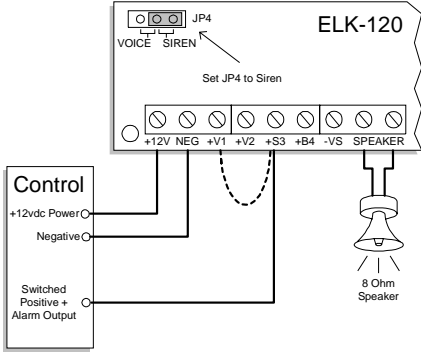 JP4
ELK-120
VOICE SIREN
Set JP4 to Siren
+12V NEG +V1 +V2 +S3 +B4 -VS SPEAKER
Control
+12vdc Power
Negative
Switched
Positive +
Alarm Output
8 Ohm
Speaker